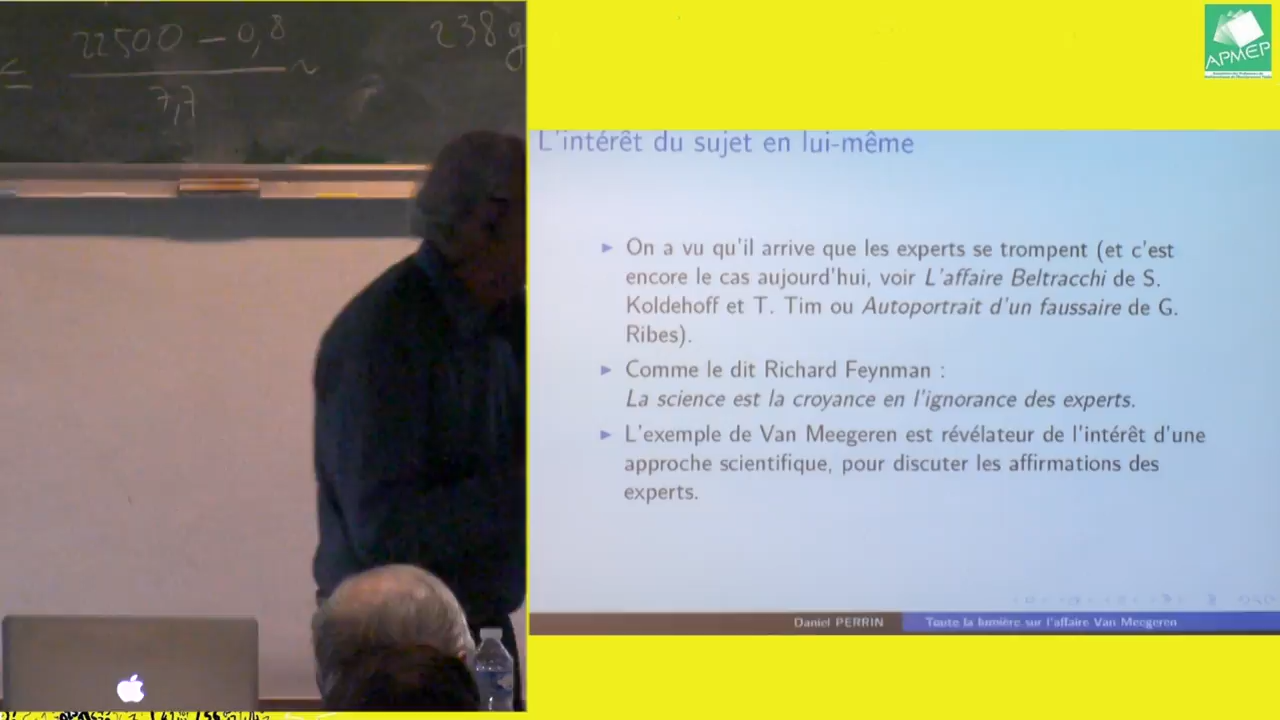 22500 – 0,8
≤ ~
7,7
238g
APMEP
L'intérêt du sujet en lui-même
▶ On a vu qu'il arrive que les experts se trompent (et c'est
encore le cas aujourd'hui, voir L'affaire Beltracchi de S.
Koldehoff et T. Tim ou Autoportrait d'un faussaire de G.
Ribes).
▶ Comme le dit Richard Feynman :
La science est la croyance en l'ignorance des experts.
▶ L'exemple de Van Meegeren est révélateur de l'intérêt d'une
approche scientifique, pour discuter les affirmations des
experts.
Daniel PERRIN Toute la lumière sur l'affaire Van Meegeren